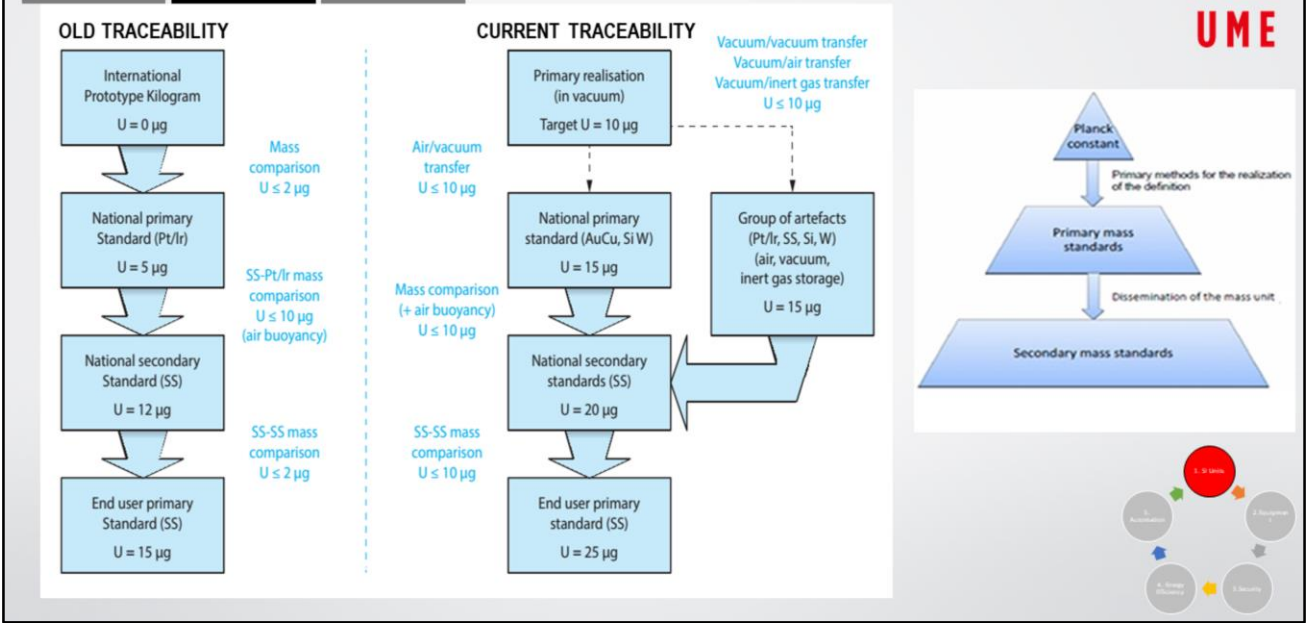 OLD TRACEABILITY
International
Prototype Kilogram
U = 0 µg
Mass
comparison
U ≤ 2 µg
National primary
Standard (Pt/Ir)
U = 5 µg
SS-Pt/Ir mass
comparison
U ≤ 10 µg
(air buoyancy)
National secondary
Standard (SS)
U = 12 µg
SS-SS mass
comparison
U ≤ 2 µg
End user primary
Standard (SS)
U = 15 µg
CURRENT TRACEABILITY
Primary realisation
(in vacuum)
Target U = 10 µg
Vacuum/vacuum transfer
Vacuum/air transfer
Vacuum/inert gas transfer
U ≤ 10 µg
Air/vacuum
transfer
U ≤ 10 µg
National primary
standard (AuCu, Si W)
U = 15 µg
Group of artefacts
(Pt/Ir, SS, Si, W)
(air, vacuum,
inert gas storage)
U = 15 µg
Mass comparison
(+ air buoyancy)
U ≤ 10 µg
National secondary
standards (SS)
U = 20 µg
SS-SS mass
comparison
U ≤ 10 µg
End user primary
standard (SS)
U = 25 µg
UME
Planck
constant
Primary methods for the realization
of the definition
Primary mass
standards
Dissemination of the mass unit
Secondary mass standards
1. SI Units
3.Security